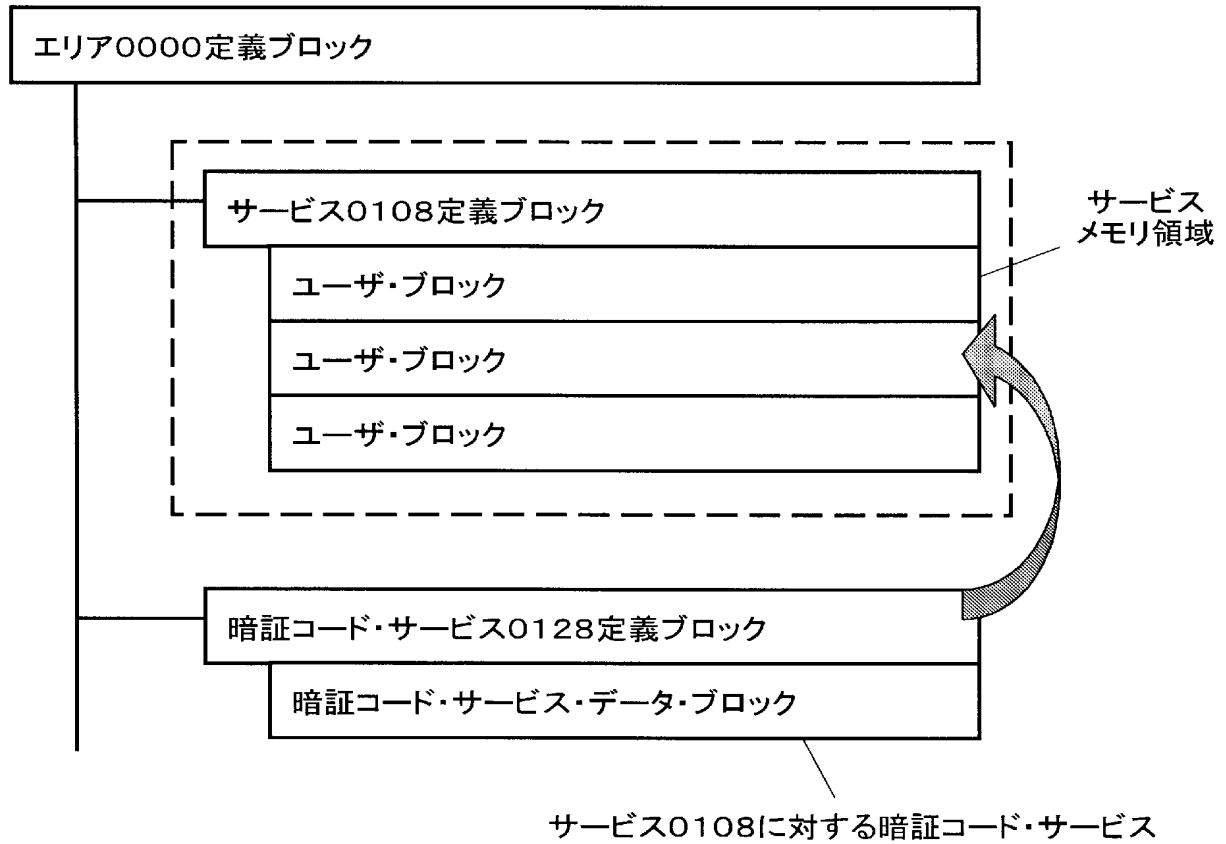 エリア0000定義ブロック
サービス0108定義ブロック
サービス
メモリ領域
ユーザ・ブロック
ユーザ・ブロック
ユーザ・ブロック
暗証コード・サービス0128定義ブロック
暗証コード・サービス・データ・ブロック
サービス0108に対する暗証コード・サービス